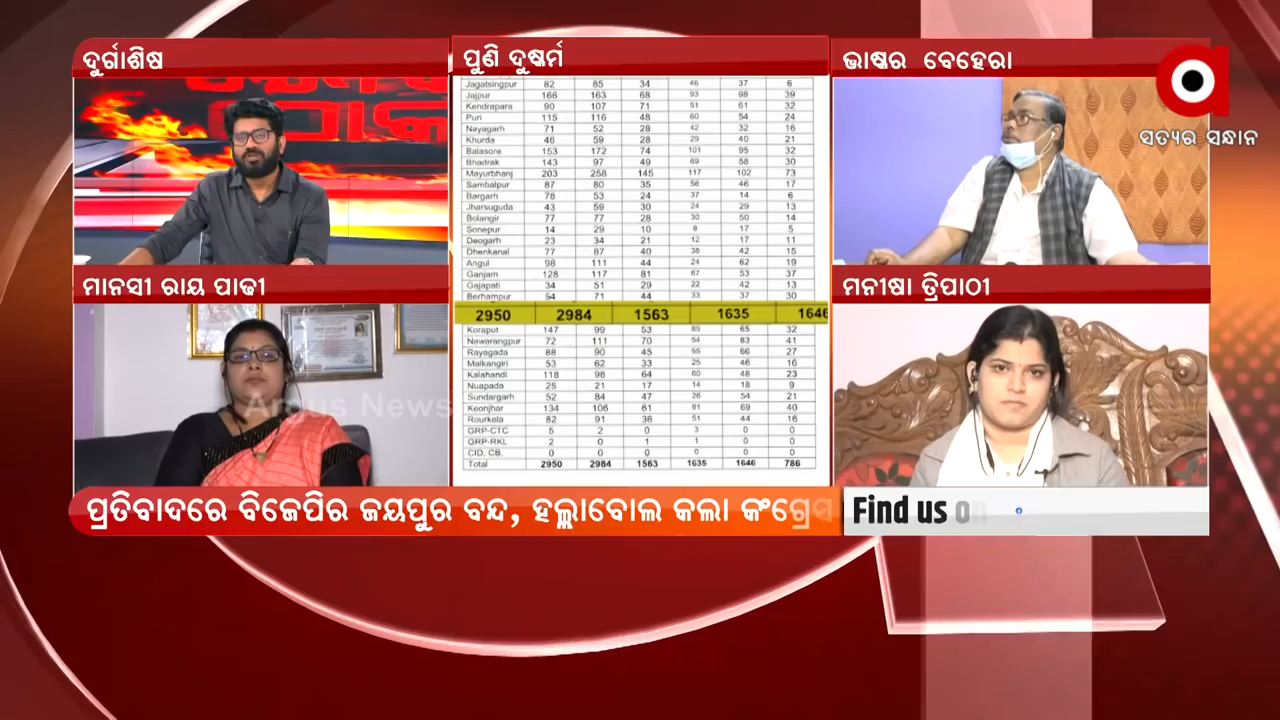 ଦୁର୍ଗାଶିଷ
ପୁଣି ଦୁଷ୍କର୍ମ
ଭାଷ୍କର ବେହେରା
ସତ୍ୟର ସନ୍ଧାନ
Jagatsingpur 82 85 34 46 37 6
Jajpur 166 163 68 93 98 39
Kendrapara 90 107 71 51 61 32
Puri 115 116 48 60 54 24
Nayagarh 71 52 28 42 32 16
Khurda 46 59 28 29 40 21
Balasore 153 172 74 101 95 32
Bhadrak 143 97 49 69 58 30
Mayurbhanj 203 258 145 117 102 73
Sambalpur 87 80 35 56 46 17
Bargarh 78 53 24 37 14 6
Jharsuguda 43 59 30 24 29 13
Bolangir 77 77 28 30 50 14
Sonepur 14 29 10 8 17 5
Deogarh 23 34 21 12 17 11
Dhenkanal 77 87 40 38 42 15
Angul 98 111 44 24 62 19
Ganjam 128 117 81 67 53 37
Gajapati 34 51 29 22 42 13
Berhampur 54 71 44 33 37 30
2950 2984 1563 1635 1646
Koraput 147 99 53 89 65 32
Nawarangpur 72 111 70 54 83 41
Rayagada 88 90 45 55 66 27
Malkangiri 53 62 33 25 46 16
Kalahandi 118 98 64 60 48 23
Nuapada 25 21 17 14 18 9
Sundargarh 52 84 47 26 54 21
Keonjhar 134 106 61 81 69 40
Rourkela 82 91 36 51 44 16
GRP-CTC 5 2 0 3 0 0
GRP-RKL 2 0 1 1 0 0
CID, CB. 0 0 0 0 0 0
Total 2950 2984 1563 1635 1646 786
ମାନସୀ ରାୟ ପାଢୀ
Argus News
ମନୀଷା ତ୍ରିପାଠୀ
ପ୍ରତିବାଦରେ ବିଜେପିର ଜୟପୁର ବନ୍ଦ, ହଲ୍ଲାବୋଲ କଲା କଂଗ୍ରେସ
Find us on